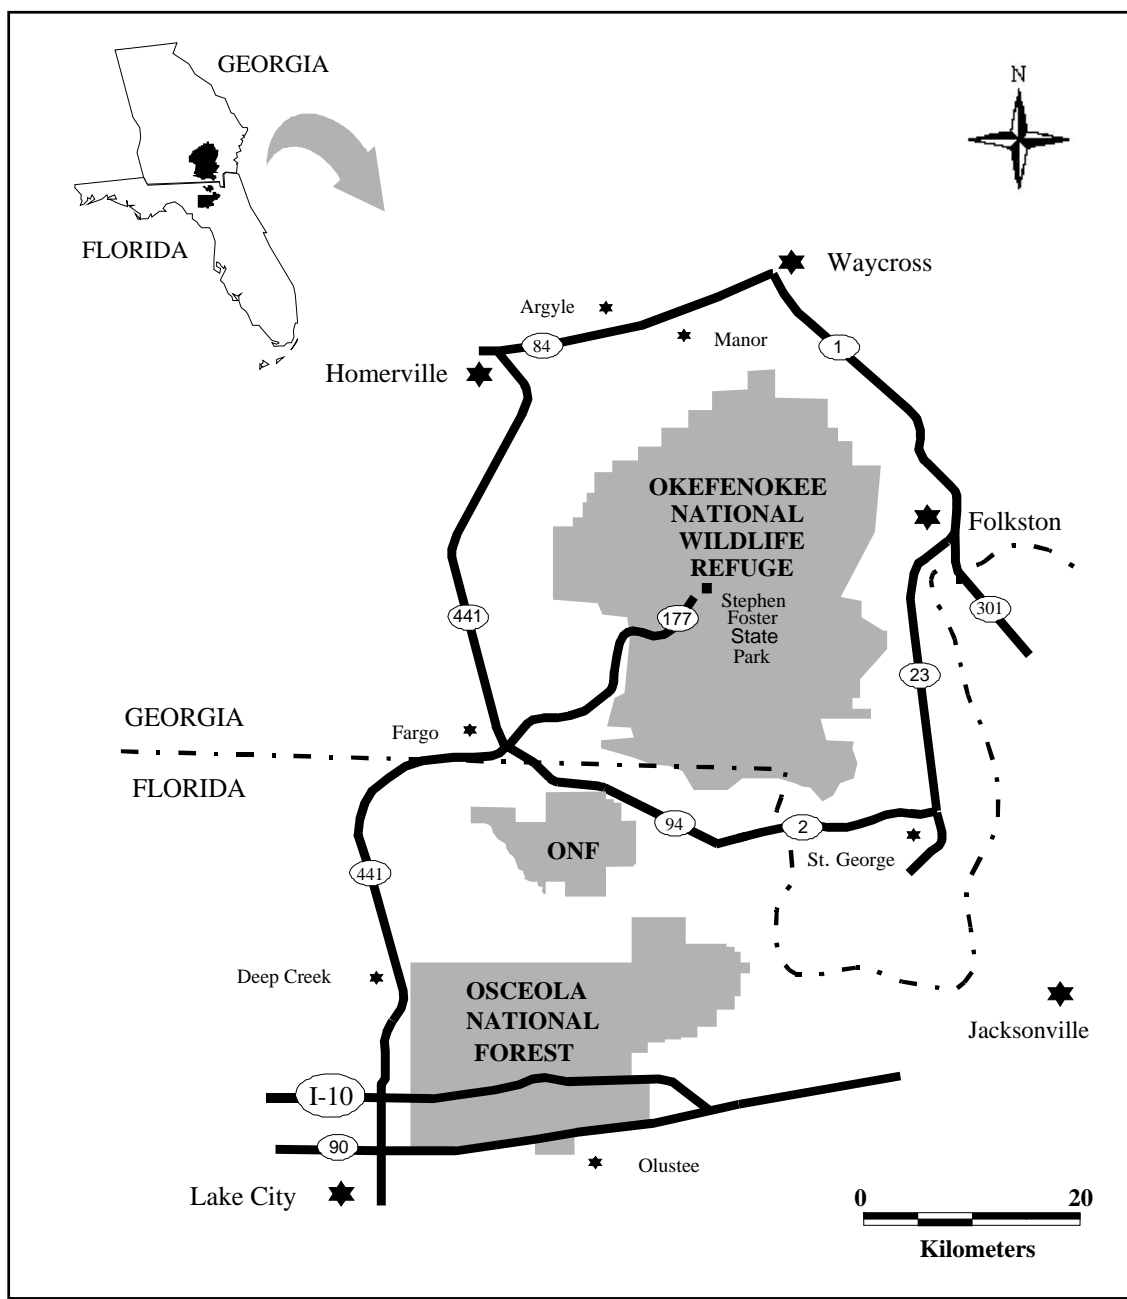 GEORGIA
N
FLORIDA
Waycross
Argyle
Manor
84
1
Homerville
OKEFENOKEE
NATIONAL
WILDLIFE
REFUGE
Folkston
Stephen
Foster
State
Park
441
177
301
23
GEORGIA
Fargo
FLORIDA
94
2
ONF
St. George
441
Deep Creek
OSCEOLA
NATIONAL
FOREST
Jacksonville
I-10
90
Olustee
Lake City
0 20
Kilometers